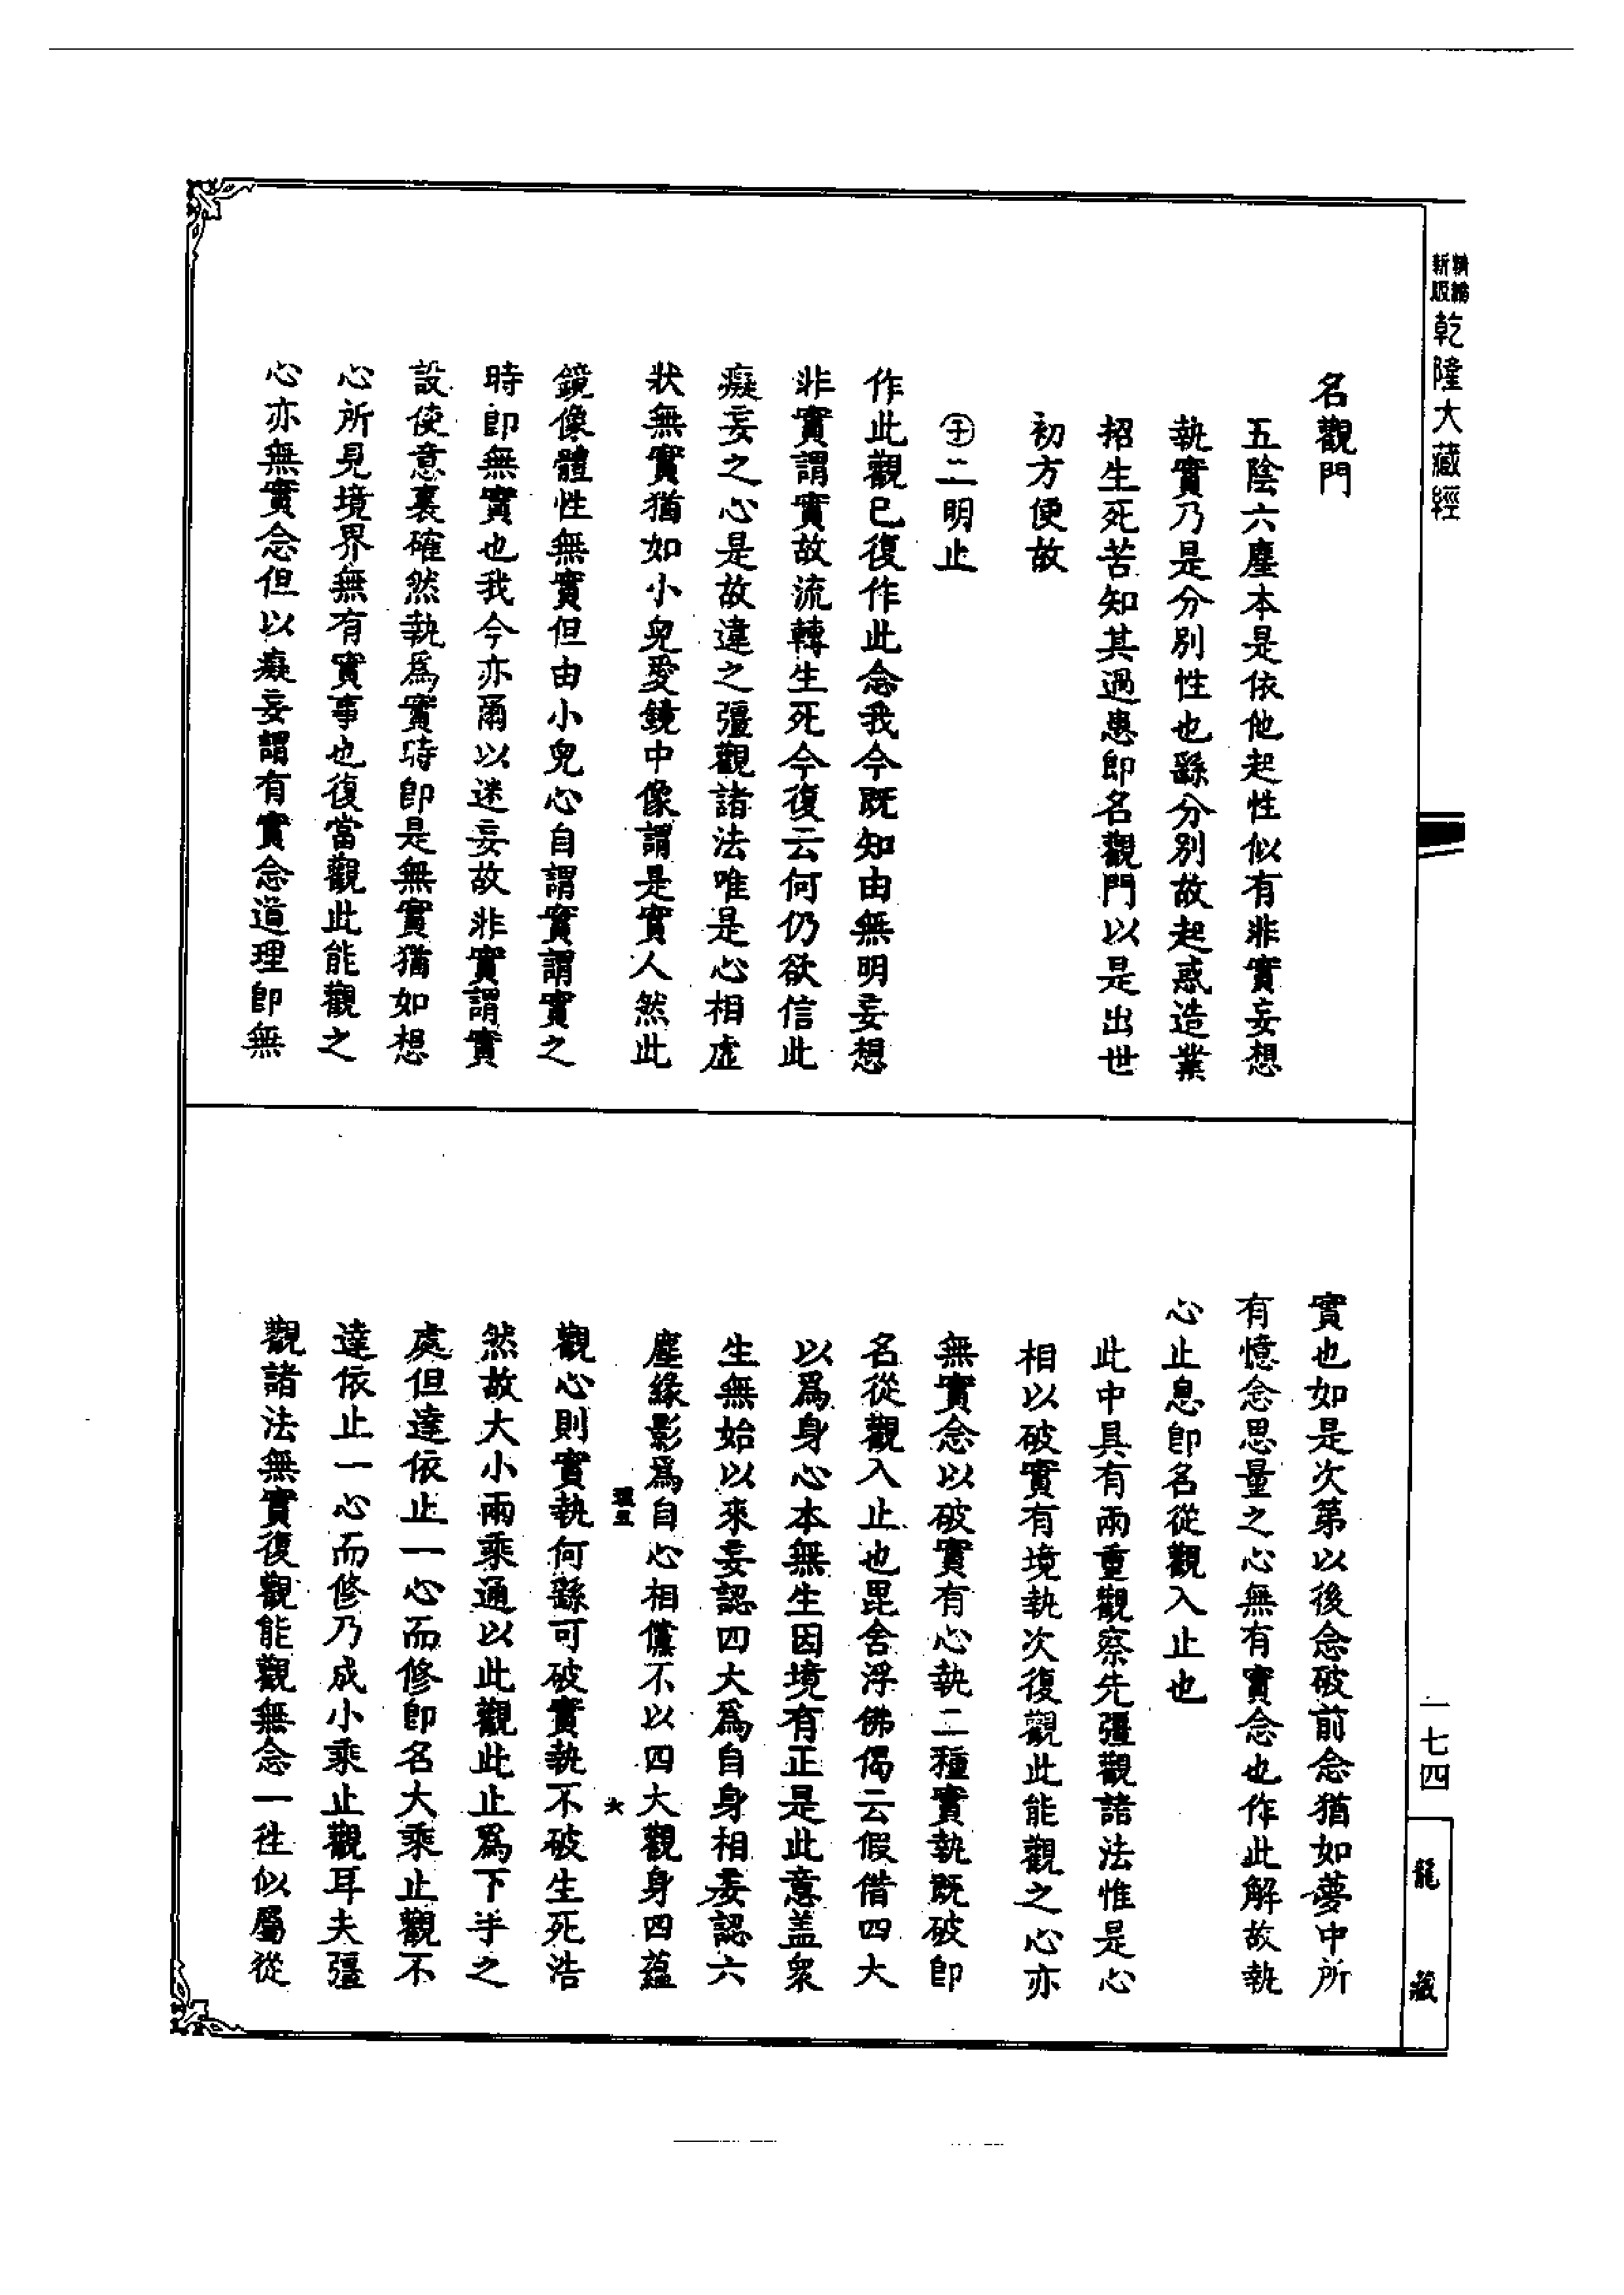 精縮
新版
乾隆大藏經
名觀門
五陰六塵本是依他起性似有非實妄想
執實乃是分別性也繇分別故起惑造業
招生死苦知其過患即名觀門以是出世
初方便故
二明止
作此觀已復作此念我今既知由無明妄想
非實謂實故流轉生死今復云何仍欲信此
癡妄之心是故違之彊觀諸法唯是心相虛
狀無實猶如小兒愛鏡中像謂是實人然此
鏡像體性無實但由小兒心自謂實謂實之
時即無實也我今亦爾以迷妄故非實謂實
設使意裏確然執爲實時即是無實猶如想
心所見境界無有實事也復當觀此能觀之
心亦無實念但以癡妄謂有實念道理即無
實也如是次第以後念破前念猶如夢中所
有憶念思量之心無有實念也作此解故執
心止息即名從觀入止也
此中具有兩重觀察先彊觀諸法惟是心
相以破實有境執次復觀此能觀之心亦
無實念以破實有心執二種實執既破即
名從觀入止也毘舍浮佛偈云假借四大
以爲身心本無生因境有正是此意盖衆
生無始以來妄認四大爲自身相妄認六
塵緣影爲自心相儻不以四大觀身四蘊
觀心則實執何繇可破實執不破生死浩
然故大小兩乘通以此觀此止爲下手之
處但達依止一心而修即名大乘止觀不
達依止一心而修乃成小乘止觀耳夫彊
觀諸法無實復觀能觀無念一往似屬從
一七四
龍藏